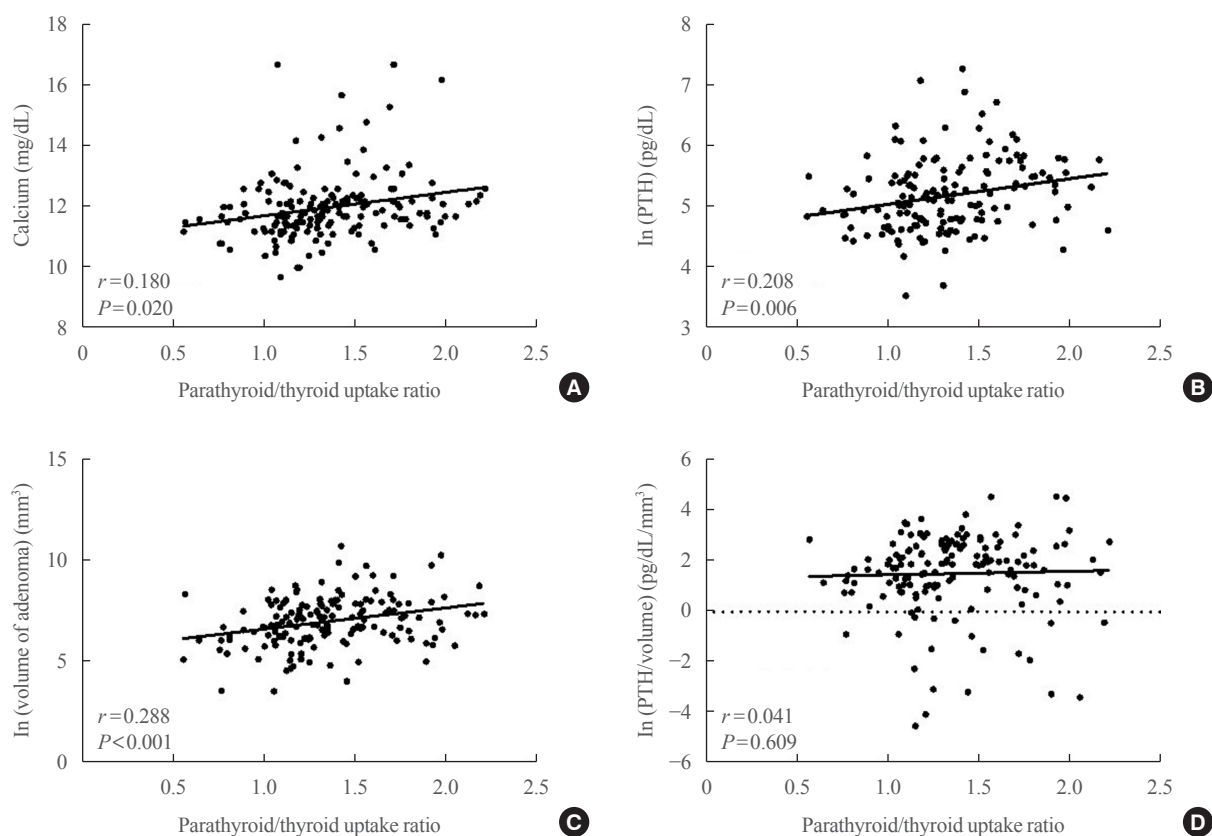 18
16
14
12
10
8
Calcium (mg/dL)
r=0.180
P=0.020
0
0.5
1.0
1.5
2.0
2.5
Parathyroid/thyroid uptake ratio
A
8
7
6
5
4
3
In (PTH) (pg/dL)
r=0.208
P=0.006
0
0.5
1.0
1.5
2.0
2.5
Parathyroid/thyroid uptake ratio
B
15
10
5
0
In (volume of adenoma) (mm³)
r=0.288
P<0.001
0
0.5
1.0
1.5
2.0
2.5
Parathyroid/thyroid uptake ratio
C
6
4
2
0
−2
−4
−6
In (PTH/volume) (pg/dL/mm³)
r=0.041
P=0.609
0
0.5
1.0
1.5
2.0
2.5
Parathyroid/thyroid uptake ratio
D